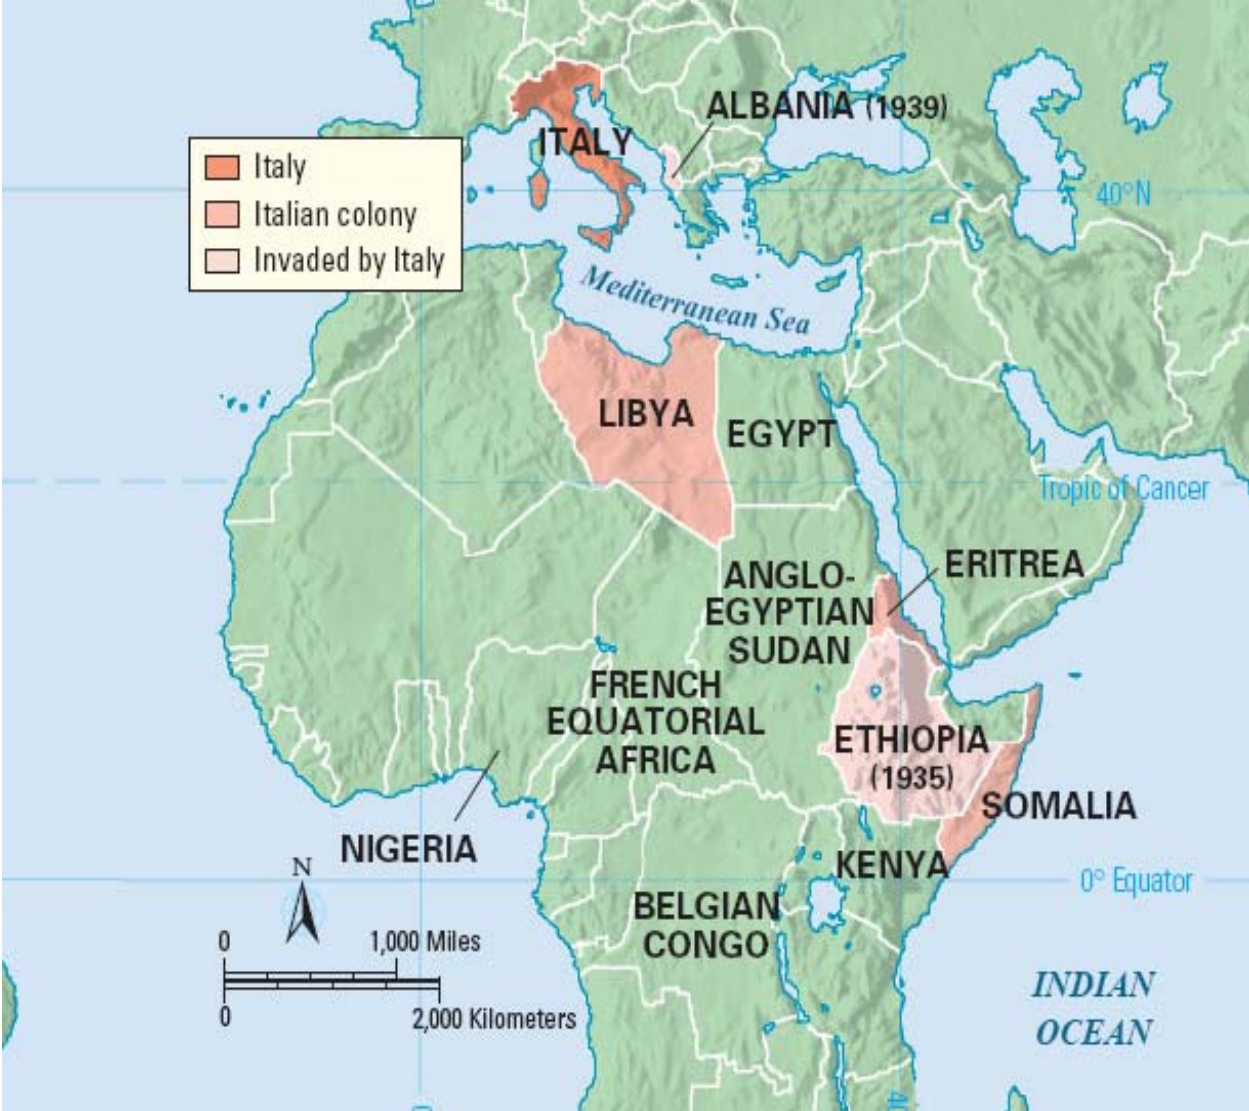 ALBANIA (1939)
ITALY
Italy
Italian colony
Invaded by Italy
40°N
Mediterranean Sea
LIBYA
EGYPT
Tropic of Cancer
ERITREA
ANGLO-
EGYPTIAN
SUDAN
FRENCH
EQUATORIAL
AFRICA
ETHIOPIA
(1935)
SOMALIA
NIGERIA
KENYA
0° Equator
N
BELGIAN
CONGO
0 1,000 Miles
0 2,000 Kilometers
INDIAN
OCEAN